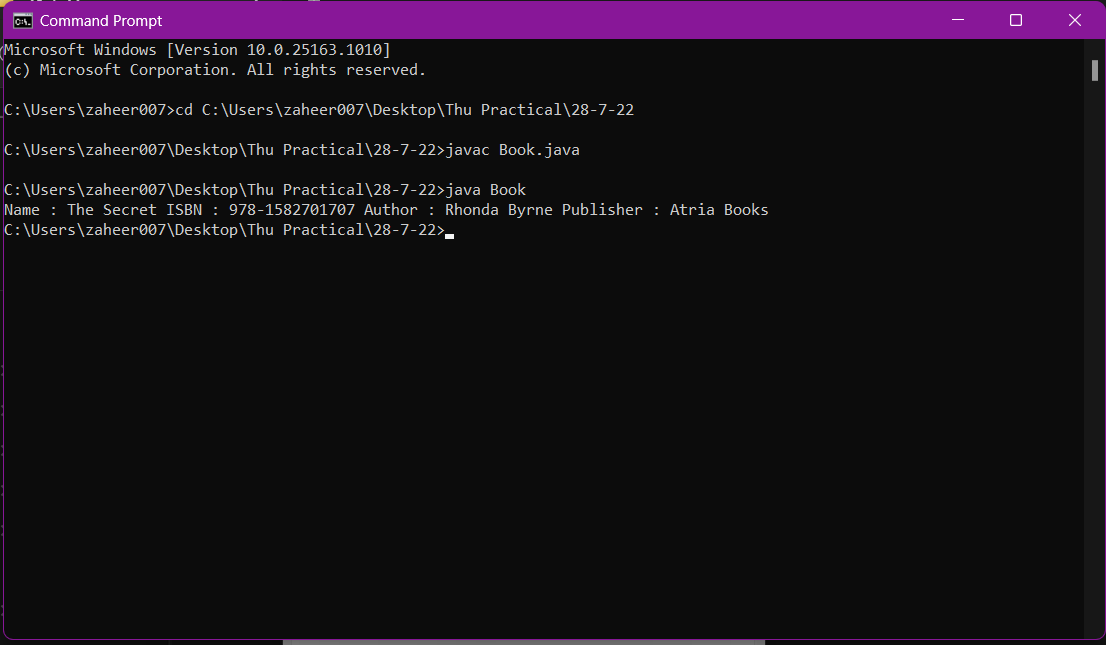 Command Prompt
Microsoft Windows [Version 10.0.25163.1010]
(c) Microsoft Corporation. All rights reserved.
C:\Users\zaheer007>cd C:\Users\zaheer007\Desktop\Thu Practical\28-7-22
C:\Users\zaheer007\Desktop\Thu Practical\28-7-22>javac Book.java
C:\Users\zaheer007\Desktop\Thu Practical\28-7-22>java Book
Name : The Secret ISBN : 978-1582701707 Author : Rhonda Byrne Publisher : Atria Books
C:\Users\zaheer007\Desktop\Thu Practical\28-7-22>